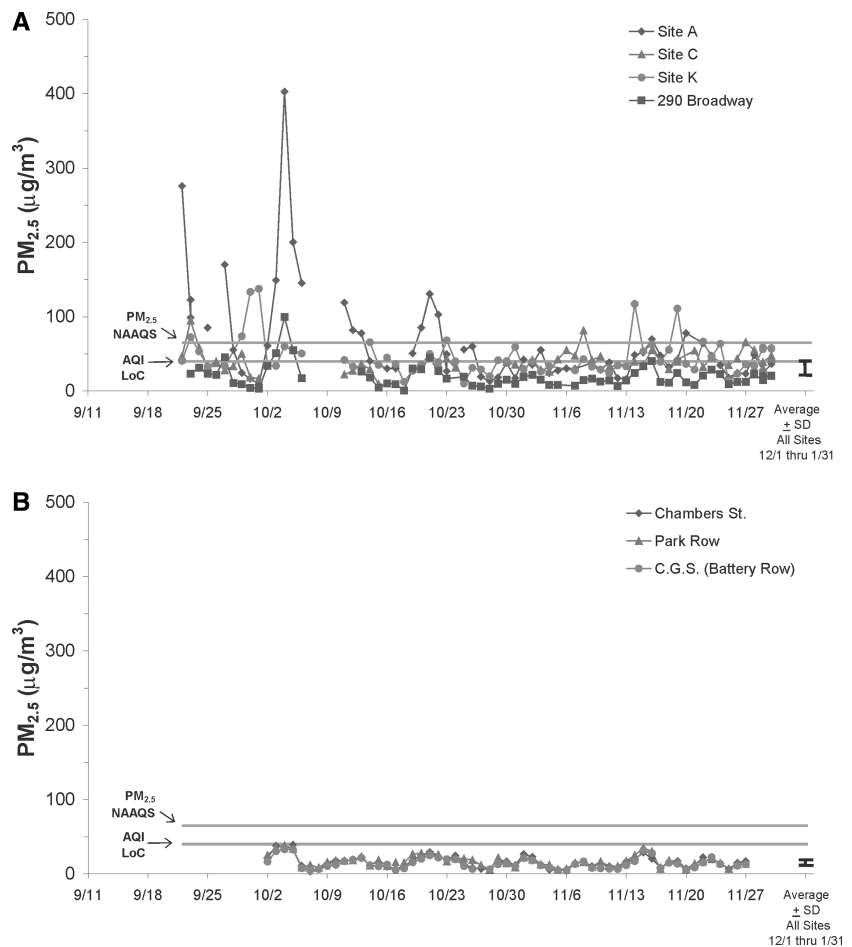 A
500
400
300
200
100
0
PM2.5 (μg/m3)
Site A
Site C
Site K
290 Broadway
PM2.5
NAAQS
AQI
LoC
9/11
9/18
9/25
10/2
10/9
10/16
10/23
10/30
11/6
11/13
11/20
11/27
Average
± SD
All Sites
12/1 thru 1/31
B
500
400
300
200
100
0
PM2.5 (μg/m3)
Chambers St.
Park Row
C.G.S. (Battery Row)
PM2.5
NAAQS
AQI
LoC
9/11
9/18
9/25
10/2
10/9
10/16
10/23
10/30
11/6
11/13
11/20
11/27
Average
± SD
All Sites
12/1 thru 1/31